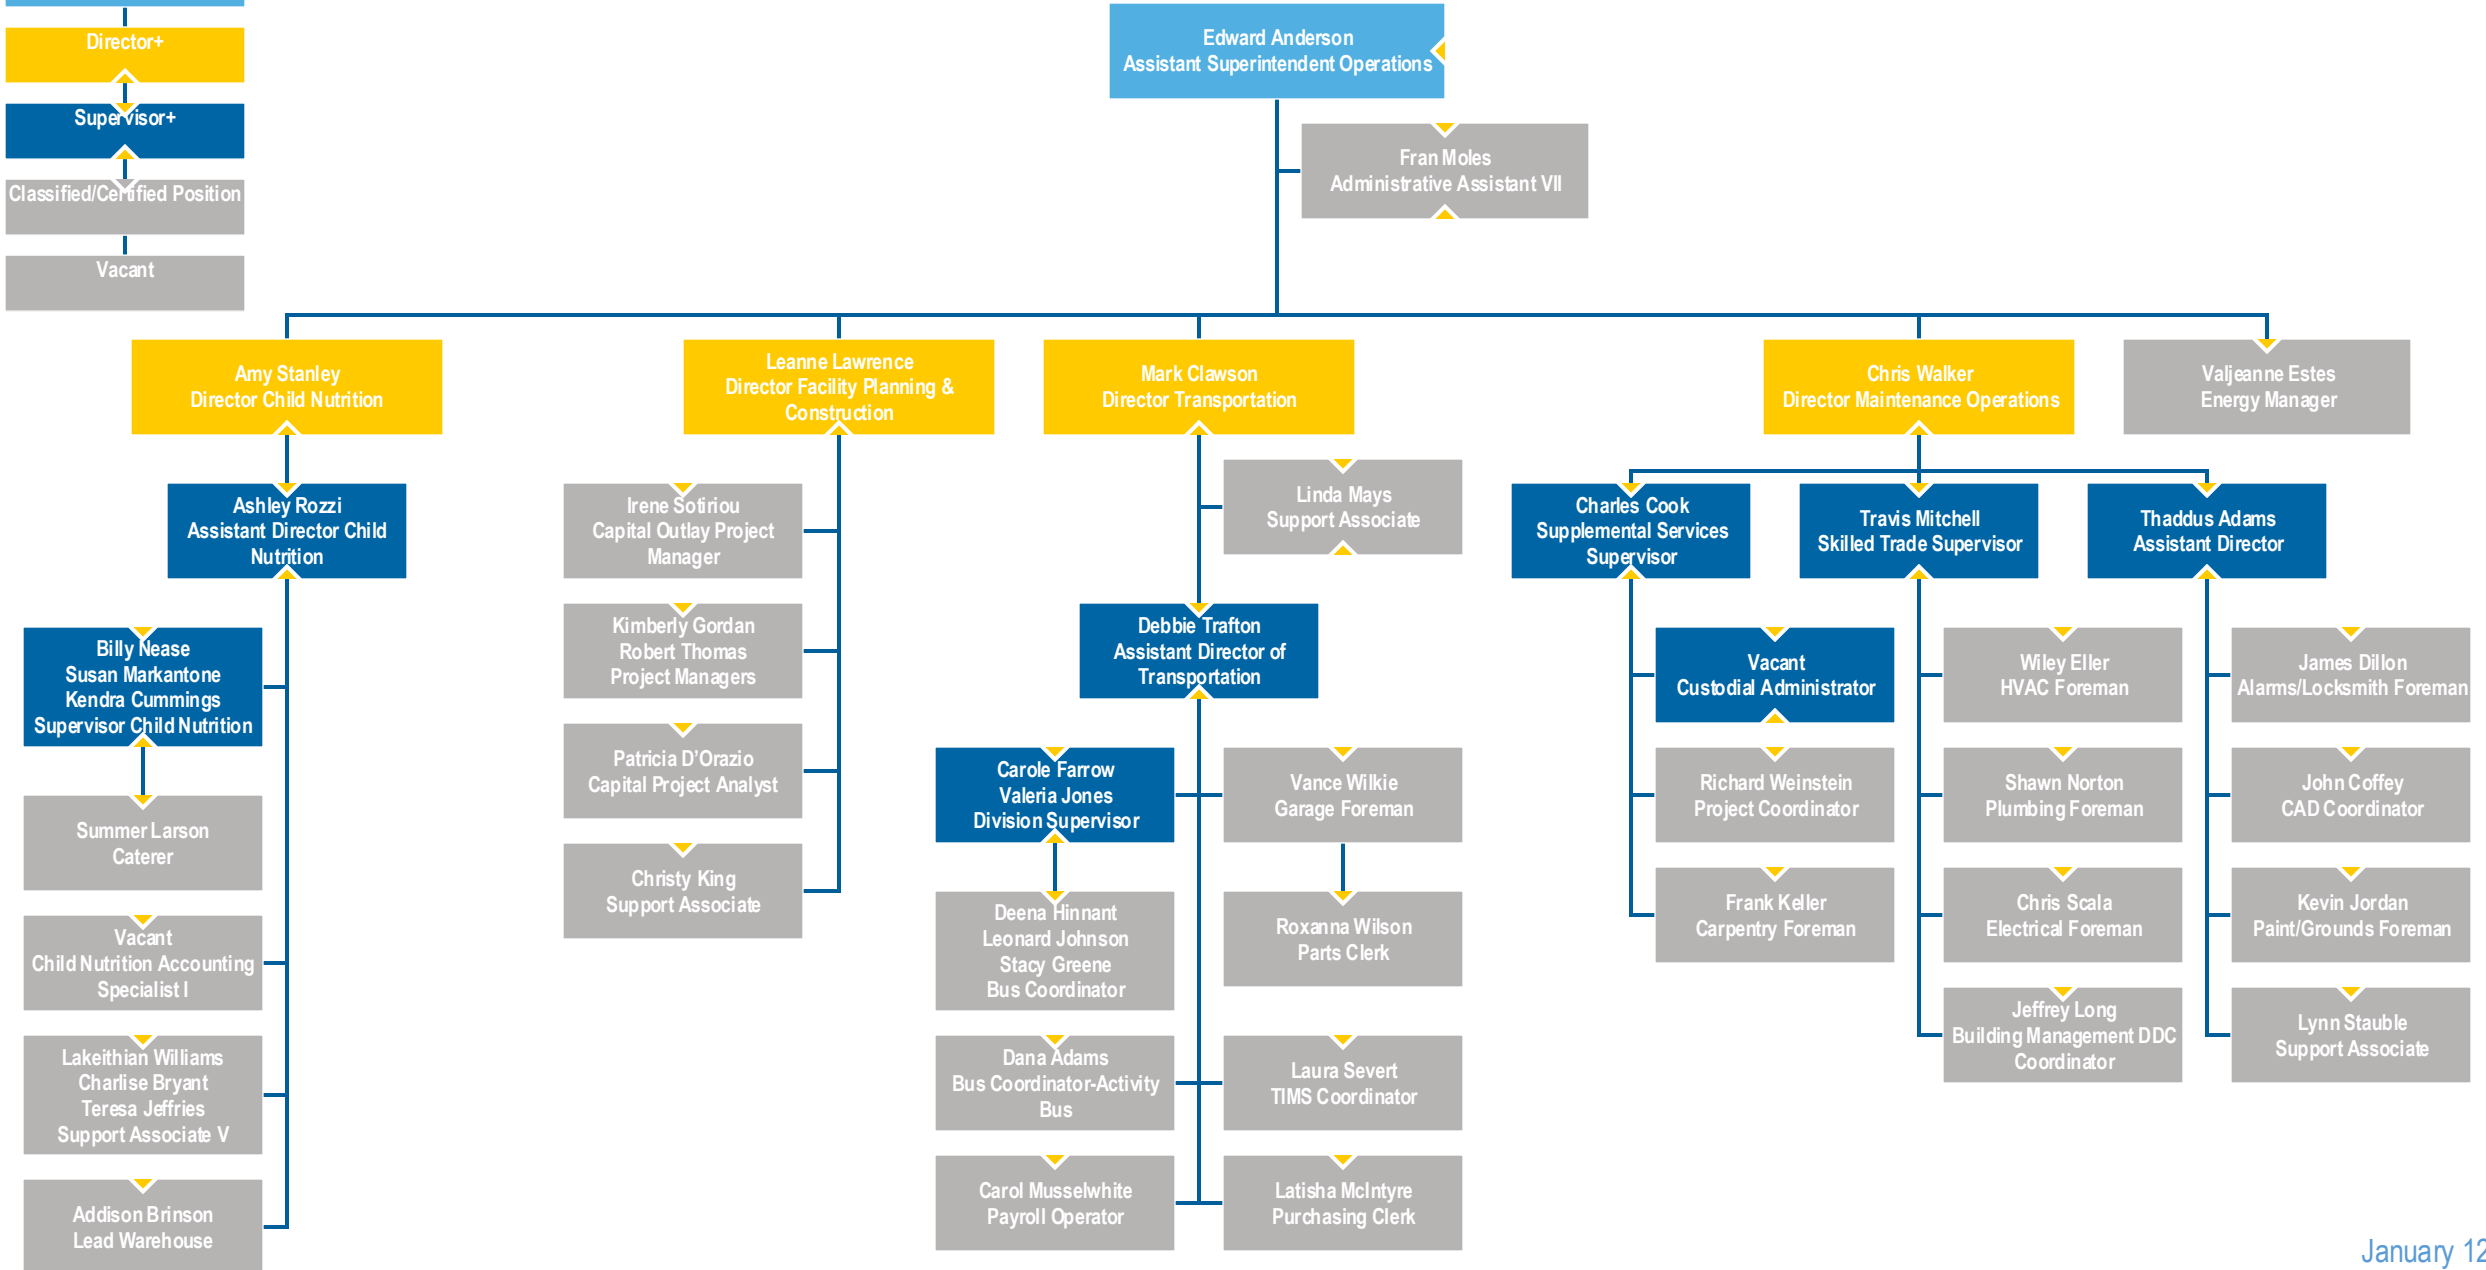 Director+
Supervisor+
Classified/Certified Position
Vacant
Edward Anderson
Assistant Superintendent Operations
Fran Moles
Administrative Assistant VII
Amy Stanley
Director Child Nutrition
Leanne Lawrence
Director Facility Planning &
Construction
Mark Clawson
Director Transportation
Chris Walker
Director Maintenance Operations
Valjeanne Estes
Energy Manager
Ashley Rozzi
Assistant Director Child
Nutrition
Billy Nease
Susan Markantone
Kendra Cummings
Supervisor Child Nutrition
Summer Larson
Caterer
Vacant
Child Nutrition Accounting
Specialist I
Lakeithian Williams
Charlise Bryant
Teresa Jeffries
Support Associate V
Addison Brinson
Lead Warehouse
Irene Sotiriou
Capital Outlay Project
Manager
Kimberly Gordan
Robert Thomas
Project Managers
Patricia D’Orazio
Capital Project Analyst
Christy King
Support Associate
Linda Mays
Support Associate
Debbie Trafton
Assistant Director of
Transportation
Carole Farrow
Valeria Jones
Division Supervisor
Vance Wilkie
Garage Foreman
Deena Hinnant
Leonard Johnson
Stacy Greene
Bus Coordinator
Roxanna Wilson
Parts Clerk
Dana Adams
Bus Coordinator-Activity
Bus
Laura Severt
TIMS Coordinator
Carol Musselwhite
Payroll Operator
Latisha McIntyre
Purchasing Clerk
Charles Cook
Supplemental Services
Supervisor
Travis Mitchell
Skilled Trade Supervisor
Thaddus Adams
Assistant Director
Vacant
Custodial Administrator
Richard Weinstein
Project Coordinator
Frank Keller
Carpentry Foreman
Wiley Eller
HVAC Foreman
Shawn Norton
Plumbing Foreman
Chris Scala
Electrical Foreman
Jeffrey Long
Building Management DDC
Coordinator
James Dillon
Alarms/Locksmith Foreman
John Coffey
CAD Coordinator
Kevin Jordan
Paint/Grounds Foreman
Lynn Stauble
Support Associate
January 12